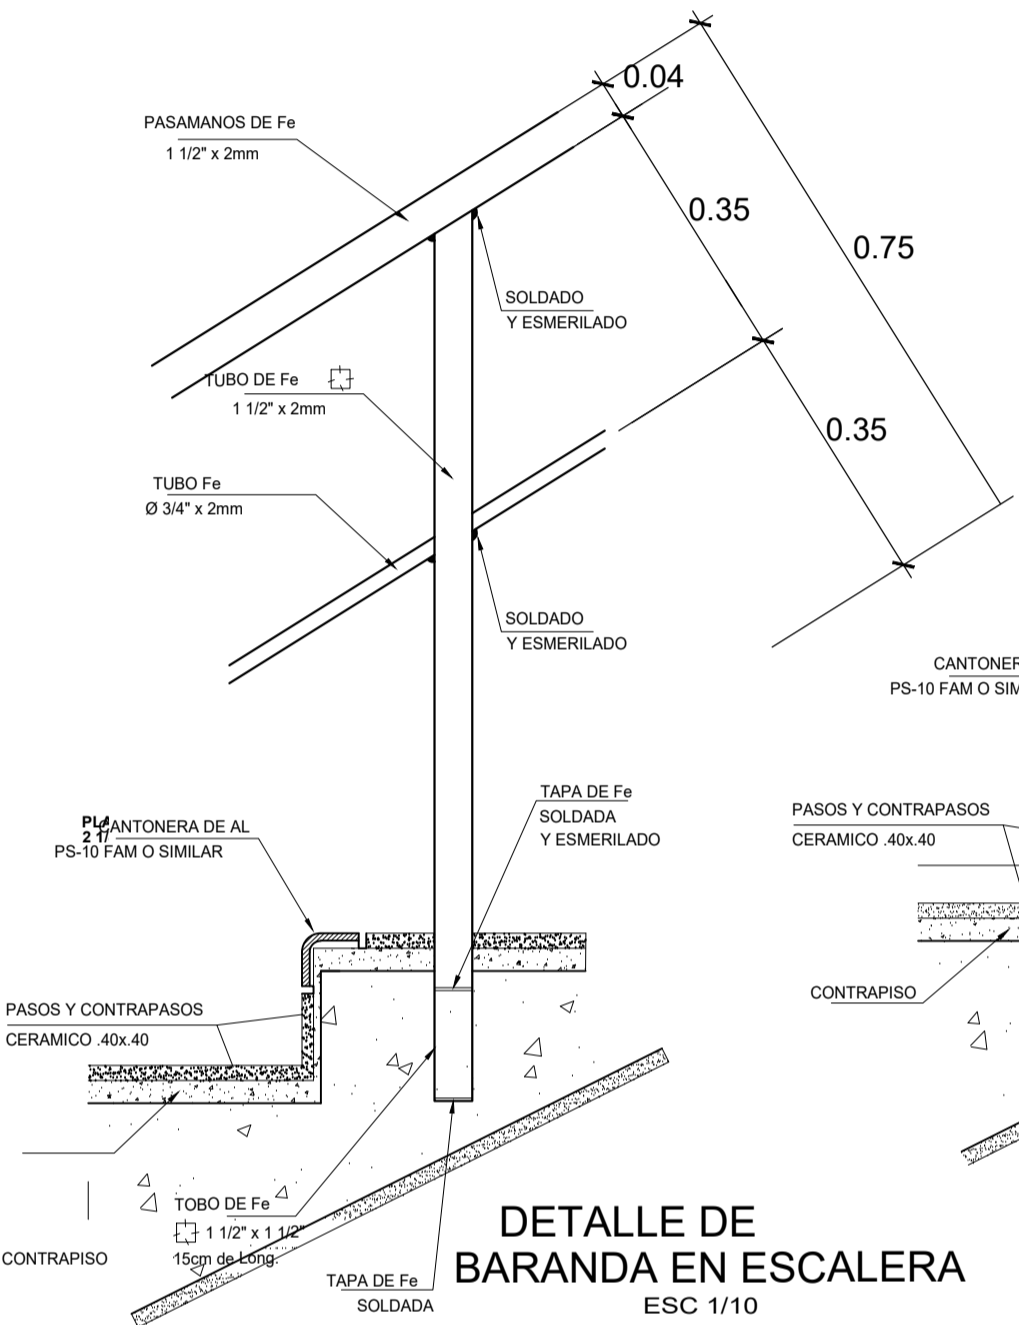 0.04
PASAMANOS DE Fe
1 1/2" x 2mm
0.35
0.75
SOLDADO
Y ESMERILADO
TUBO DE Fe
1 1/2" x 2mm
0.35
TUBO Fe
Ø 3/4" x 2mm
SOLDADO
Y ESMERILADO
CANTONER
PS-10 FAM O SIM
TAPA DE Fe
SOLDADA
Y ESMERILADO
PASOS Y CONTRAPASOS
CERAMICO .40x.40
CANTONERA DE AL
PS-10 FAM O SIMILAR
CONTRAPISO
PASOS Y CONTRAPASOS
CERAMICO .40x.40
TOBO DE Fe
1 1/2" x 1 1/2"
15cm de Long.
CONTRAPISO
TAPA DE Fe
SOLDADA
DETALLE DE
BARANDA EN ESCALERA
ESC 1/10